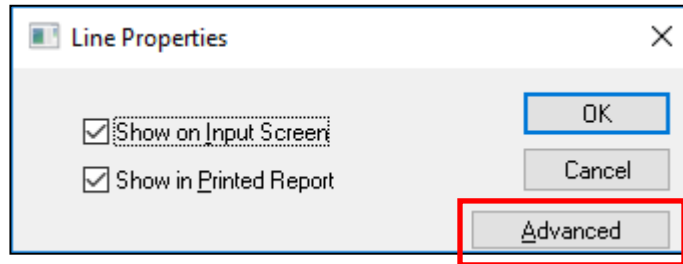 Line Properties
Show on Input Screen
Show in Printed Report
OK
Cancel
Advanced